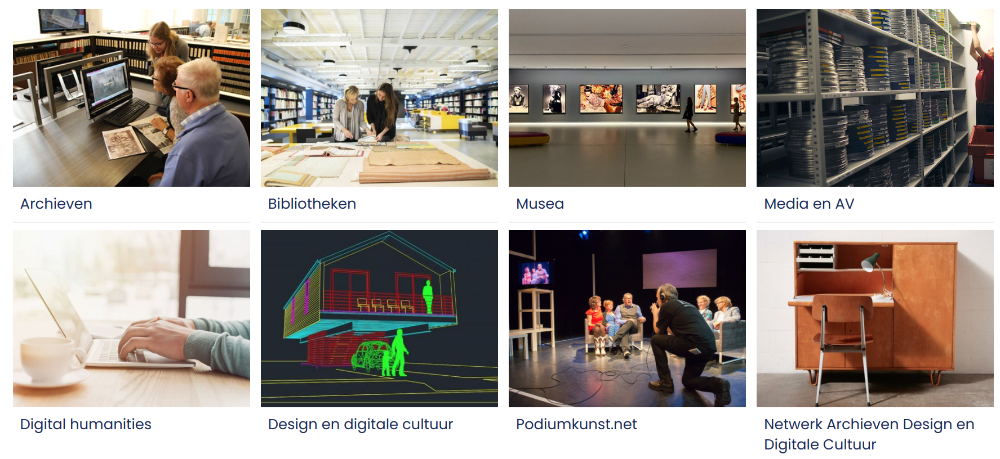 Archieven
Bibliotheken
Musea
Media en AV
Digital humanities
Design en digitale cultuur
Podiumkunst.net
Netwerk Archieven Design en
Digitale Cultuur